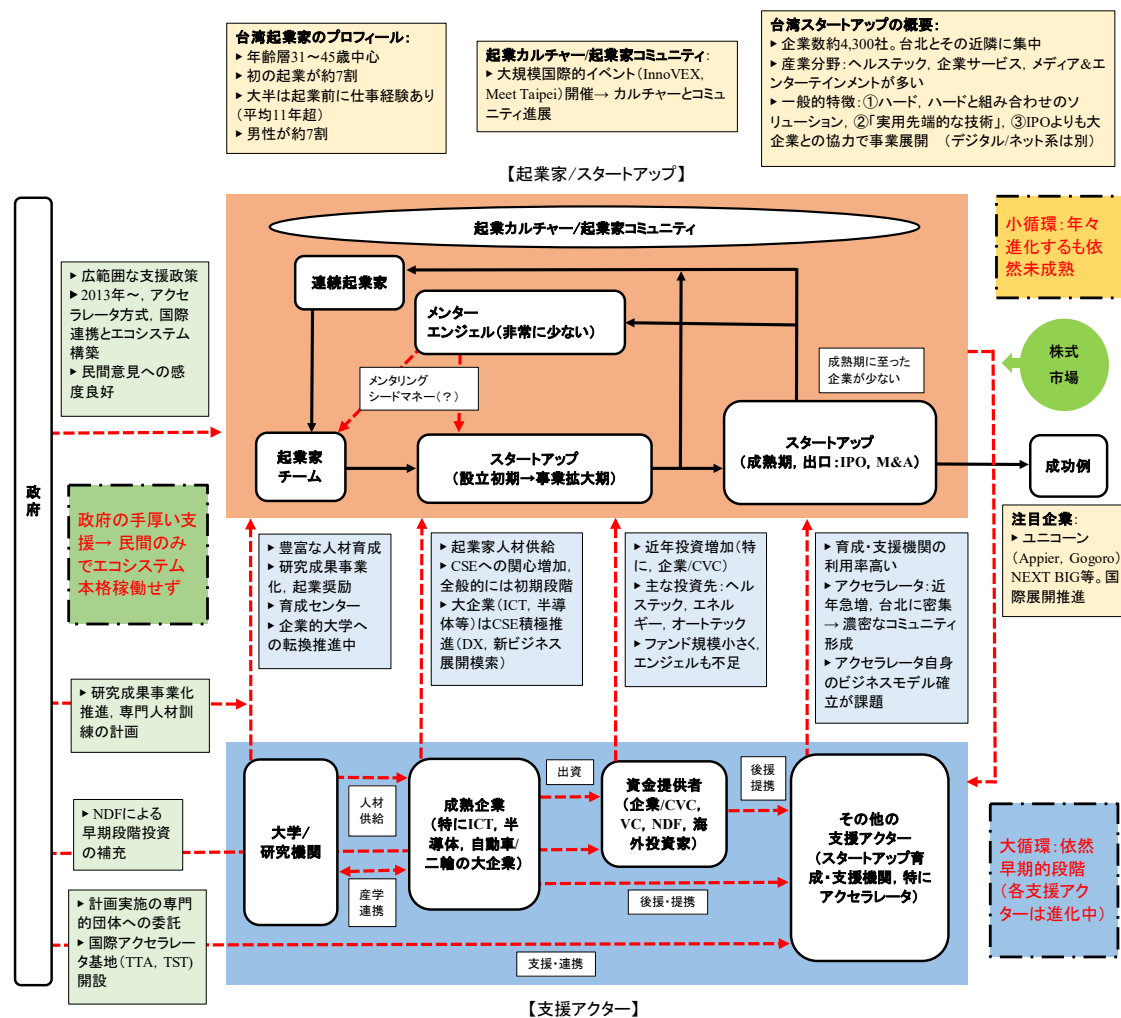 台湾起業家のプロフィール:
▸ 年齢層31～45歳中心
▸ 初の起業が約7割
▸ 大半は起業前に仕事経験あり
(平均11年超)
▸ 男性が約7割
起業カルチャー/起業家コミュニティ:
▸ 大規模国際的イベント(InnoVEX,
Meet Taipei)開催→ カルチャーとコミュ
ニティ進展
台湾スタートアップの概要:
▸ 企業数約4,300社。台北とその近隣に集中
▸ 産業分野:ヘルステック, 企業サービス, メディア&エ
ンターテインメントが多い
▸ 一般的特徴:①ハード, ハードと組み合わせのソ
リューション, ②「実用先端的な技術」, ③IPOよりも大
企業との協力で事業展開 (デジタル/ネット系は別)
【起業家/スタートアップ】
政府
▸ 広範囲な支援政策
▸ 2013年～, アクセ
ラレータ方式, 国際
連携とエコシステム
構築
▸ 民間意見への感
度良好
政府の手厚い支
援→ 民間のみ
でエコシステム
本格稼働せず
▸ 研究成果事業化
推進, 専門人材訓
練の計画
▸ NDFによる
早期段階投資
の補充
▸ 計画実施の専門
的団体への委託
▸ 国際アクセラレー
タ基地(TTA, TST)
開設
起業カルチャー/起業家コミュニティ
連続起業家
メンター
エンジェル(非常に少ない)
メンタリング
シードマネー(?)
成熟期に至った
企業が少ない
起業家
チーム
スタートアップ
(設立初期→事業拡大期)
スタートアップ
(成熟期, 出口:IPO, M&A)
成功例
小循環:年々
進化するも依
然未成熟
株式
市場
注目企業:
▸ ユニコーン
(Appier, Gogoro)
NEXT BIG等。国
際展開推進
▸ 豊富な人材育成
▸ 研究成果事業
化, 起業奨励
▸ 育成センター
▸ 企業的大学へ
の転換推進中
▸ 起業家人材供給
▸ CSEへの関心増加,
全般的には初期段階
▸ 大企業(ICT, 半導
体等)はCSE積極推
進(DX, 新ビジネス
展開模索)
▸ 近年投資増加(特
に, 企業/CVC)
▸ 主な投資先:ヘル
ステック, エネル
ギー, オートテック
▸ ファンド規模小さく,
エンジェルも不足
▸ 育成・支援機関の
利用率高い
▸ アクセラレータ:近
年急増, 台北に密集
→ 濃密なコミュニティ
形成
▸ アクセラレータ自身
のビジネスモデル確
立が課題
大学/
研究機関
人材
供給
産学
連携
成熟企業
(特にICT, 半
導体, 自動車/
二輪の大企業)
出資
資金提供者
(企業/CVC,
VC, NDF, 海
外投資家)
後援
提携
その他の
支援アクター
(スタートアップ育
成・支援機関, 特に
アクセラレータ)
後援・提携
支援・連携
大循環:依然
早期的段階
(各支援アク
ターは進化中)
【支援アクター】